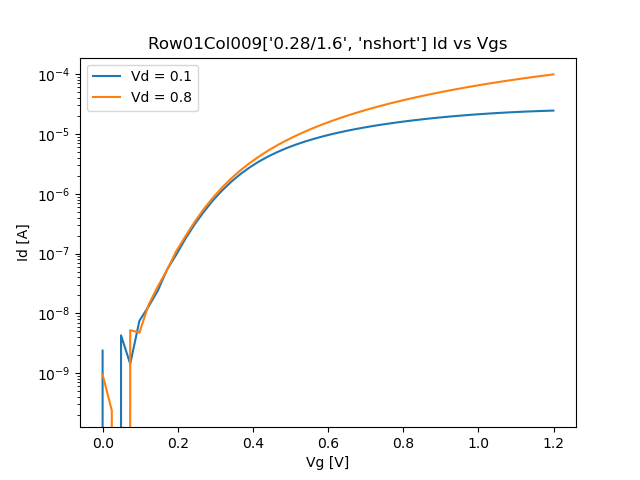 Row01Col009['0.28/1.6', 'nshort'] Id vs Vgs
Vd = 0.1
Vd = 0.8
Id [A]
10⁻⁴
10⁻⁵
10⁻⁶
10⁻⁷
10⁻⁸
10⁻⁹
0.0 0.2 0.4 0.6 0.8 1.0 1.2
Vg [V]